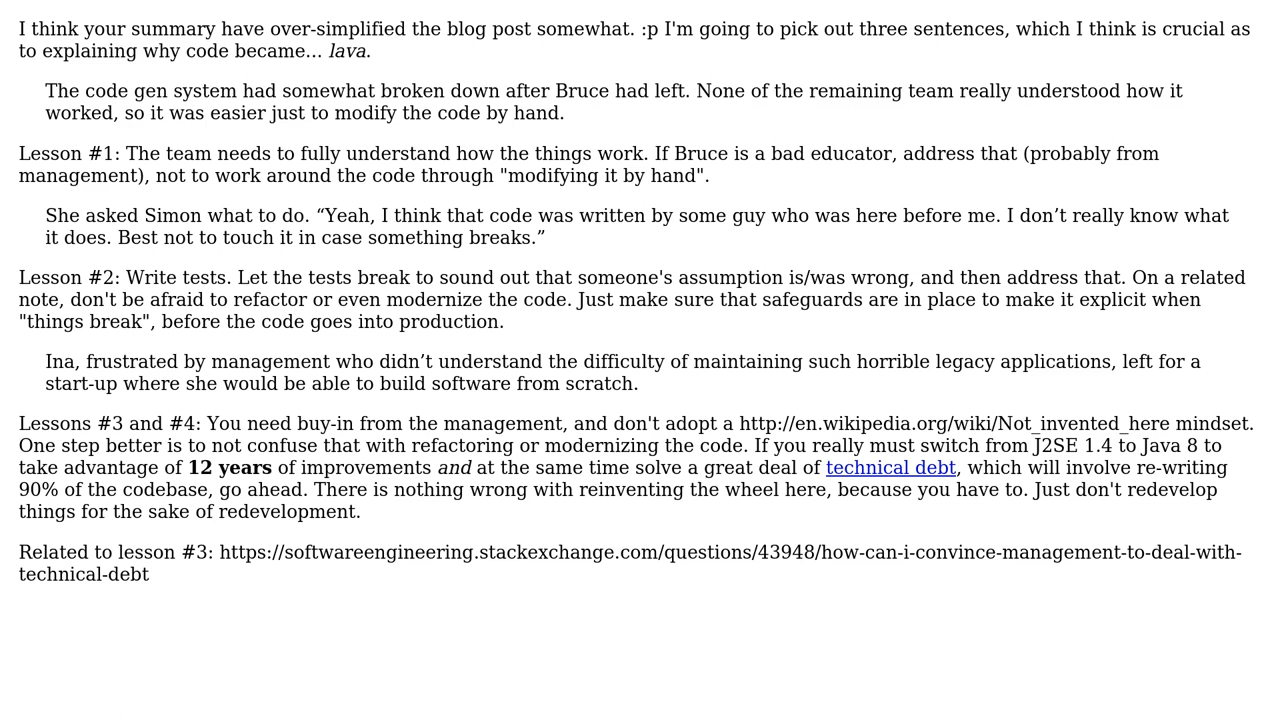 I think your summary have over-simplified the blog post somewhat. :p I'm going to pick out three sentences, which I think is crucial as
to explaining why code became... lava.
The code gen system had somewhat broken down after Bruce had left. None of the remaining team really understood how it
worked, so it was easier just to modify the code by hand.
Lesson #1: The team needs to fully understand how the things work. If Bruce is a bad educator, address that (probably from
management), not to work around the code through "modifying it by hand".
She asked Simon what to do. “Yeah, I think that code was written by some guy who was here before me. I don’t really know what
it does. Best not to touch it in case something breaks.”
Lesson #2: Write tests. Let the tests break to sound out that someone's assumption is/was wrong, and then address that. On a related
note, don't be afraid to refactor or even modernize the code. Just make sure that safeguards are in place to make it explicit when
"things break", before the code goes into production.
Ina, frustrated by management who didn’t understand the difficulty of maintaining such horrible legacy applications, left for a
start-up where she would be able to build software from scratch.
Lessons #3 and #4: You need buy-in from the management, and don't adopt a http://en.wikipedia.org/wiki/Not_invented_here mindset.
One step better is to not confuse that with refactoring or modernizing the code. If you really must switch from J2SE 1.4 to Java 8 to
take advantage of 12 years of improvements and at the same time solve a great deal of technical debt, which will involve re-writing
90% of the codebase, go ahead. There is nothing wrong with reinventing the wheel here, because you have to. Just don't redevelop
things for the sake of redevelopment.
Related to lesson #3: https://softwareengineering.stackexchange.com/questions/43948/how-can-i-convince-management-to-deal-with-
technical-debt